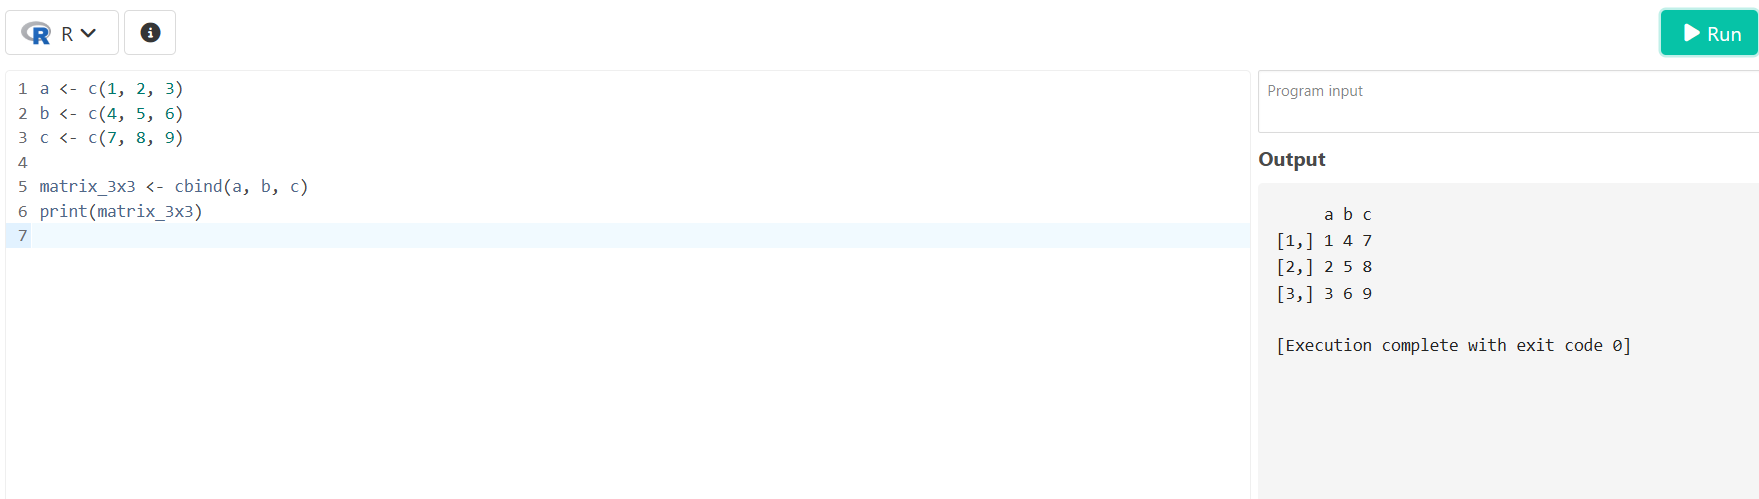 R R
Run
1 a <- c(1, 2, 3)
2 b <- c(4, 5, 6)
3 c <- c(7, 8, 9)
4
5 matrix_3x3 <- cbind(a, b, c)
6 print(matrix_3x3)
7
Program input
Output
     a b c
[1,] 1 4 7
[2,] 2 5 8
[3,] 3 6 9
[Execution complete with exit code 0]